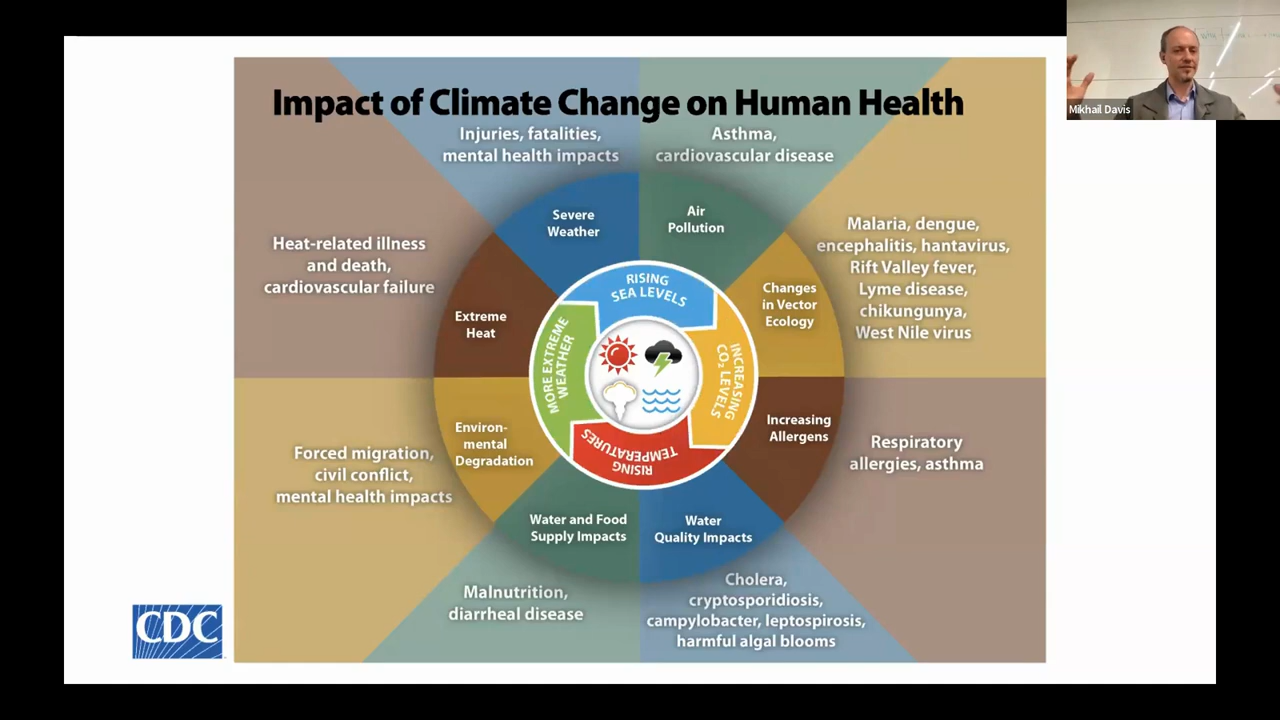 Impact of Climate Change on Human Health
Injuries, fatalities,
mental health impacts
Asthma,
cardiovascular disease
Mikhail Davis
Severe
Weather
Air
Pollution
Heat-related illness
and death,
cardiovascular failure
Malaria, dengue,
encephalitis, hantavirus,
Rift Valley fever,
Lyme disease,
chikungunya,
West Nile virus
Extreme
Heat
Changes
in Vector
Ecology
RISING
SEA LEVELS
MORE EXTREME
WEATHER
INCREASING
CO₂ LEVELS
RISING
TEMPERATURES
Environ-
mental
Degradation
Increasing
Allergens
Forced migration,
civil conflict,
mental health impacts
Respiratory
allergies, asthma
Water and Food
Supply Impacts
Water
Quality Impacts
Malnutrition,
diarrheal disease
Cholera,
cryptosporidiosis,
campylobacter, leptospirosis,
harmful algal blooms
CDC